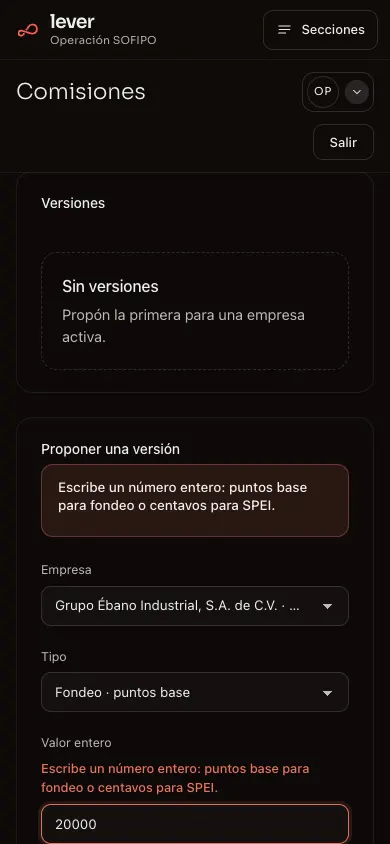 lever
Operación SOFIPO
Secciones
Comisiones
OP
Salir
Versiones
Sin versiones
Propón la primera para una empresa
activa.
Proponer una versión
Escribe un número entero: puntos base
para fondeo o centavos para SPEI.
Empresa
Grupo Ébano Industrial, S.A. de C.V. · ...
Tipo
Fondeo · puntos base
Valor entero
Escribe un número entero: puntos base para
fondeo o centavos para SPEI.
20000